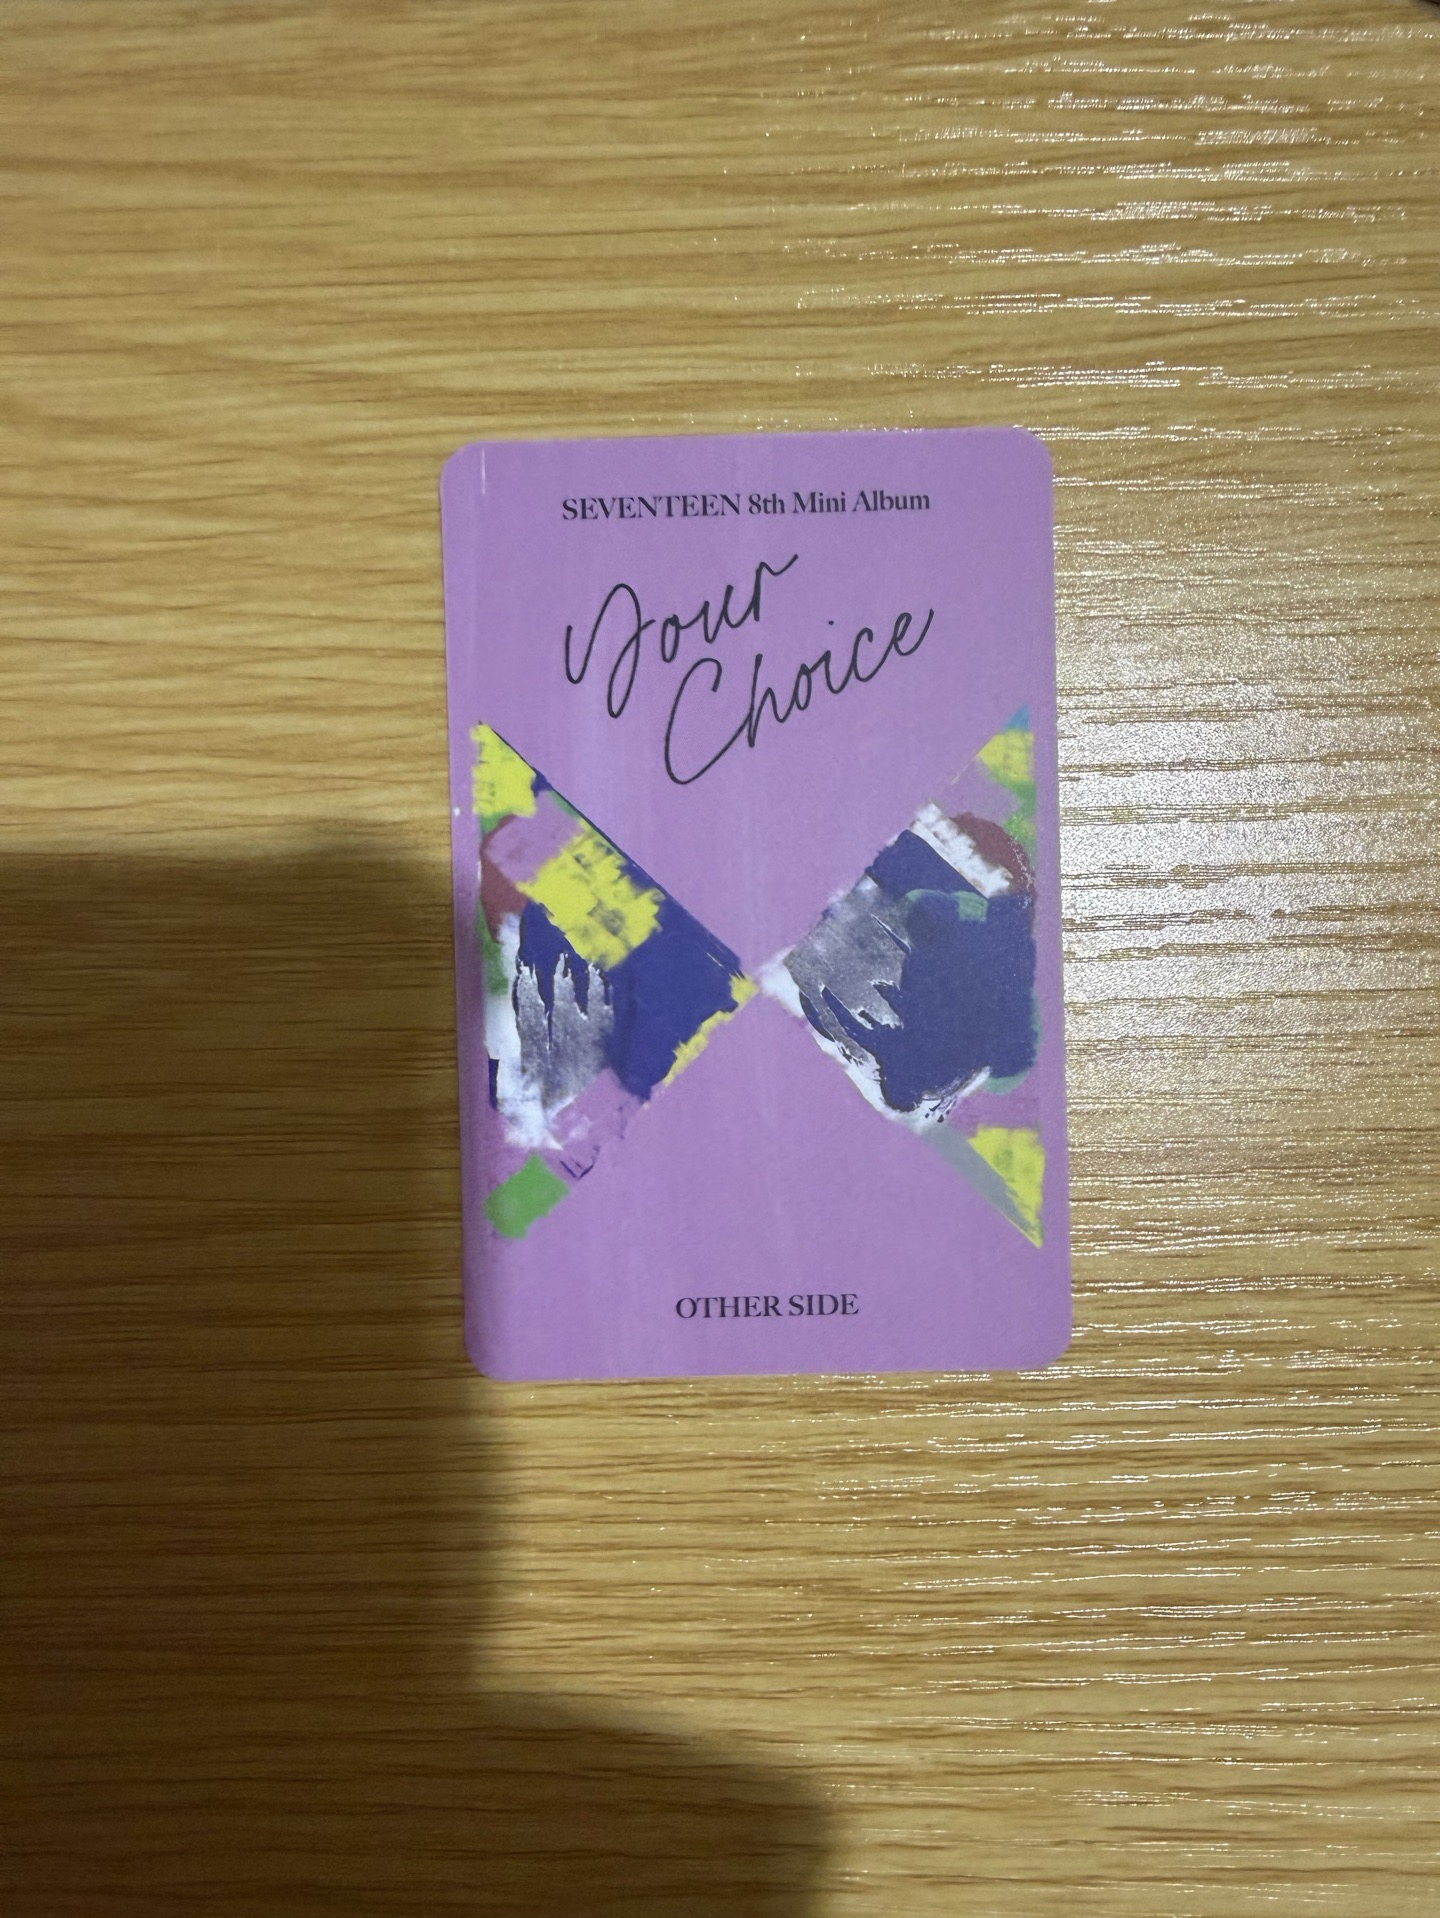 SEVENTEEN 8th Mini Album
Your
Choice
OTHER SIDE